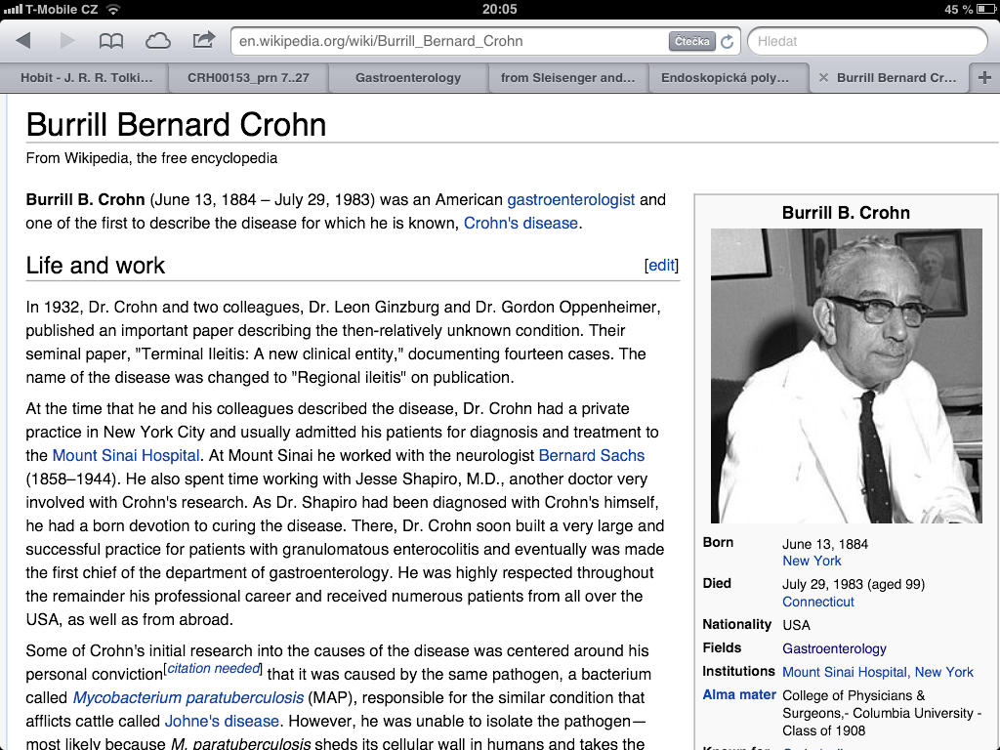 T-Mobile CZ 20:05 45 %
en.wikipedia.org/wiki/Burrill_Bernard_Crohn Čtečka Hledat
Hobit - J. R. R. Tolki... CRH00153_prn 7..27 Gastroenterology from Sleisenger and... Endoskopická poly... Burrill Bernard Cr...
Burrill Bernard Crohn
From Wikipedia, the free encyclopedia
Burrill B. Crohn (June 13, 1884 – July 29, 1983) was an American gastroenterologist and
one of the first to describe the disease for which he is known, Crohn's disease.
Life and work [edit]
In 1932, Dr. Crohn and two colleagues, Dr. Leon Ginzburg and Dr. Gordon Oppenheimer,
published an important paper describing the then-relatively unknown condition. Their
seminal paper, "Terminal Ileitis: A new clinical entity," documenting fourteen cases. The
name of the disease was changed to "Regional ileitis" on publication.
At the time that he and his colleagues described the disease, Dr. Crohn had a private
practice in New York City and usually admitted his patients for diagnosis and treatment to
the Mount Sinai Hospital. At Mount Sinai he worked with the neurologist Bernard Sachs
(1858–1944). He also spent time working with Jesse Shapiro, M.D., another doctor very
involved with Crohn's research. As Dr. Shapiro had been diagnosed with Crohn's himself,
he had a born devotion to curing the disease. There, Dr. Crohn soon built a very large and
successful practice for patients with granulomatous enterocolitis and eventually was made
the first chief of the department of gastroenterology. He was highly respected throughout
the remainder his professional career and received numerous patients from all over the
USA, as well as from abroad.
Some of Crohn's initial research into the causes of the disease was centered around his
personal conviction[citation needed] that it was caused by the same pathogen, a bacterium
called Mycobacterium paratuberculosis (MAP), responsible for the similar condition that
afflicts cattle called Johne's disease. However, he was unable to isolate the pathogen—
most likely because M. paratuberculosis sheds its cellular wall in humans and takes the
Burrill B. Crohn
Born June 13, 1884
New York
Died July 29, 1983 (aged 99)
Connecticut
Nationality USA
Fields Gastroenterology
Institutions Mount Sinai Hospital, New York
Alma mater College of Physicians &
Surgeons,- Columbia University -
Class of 1908